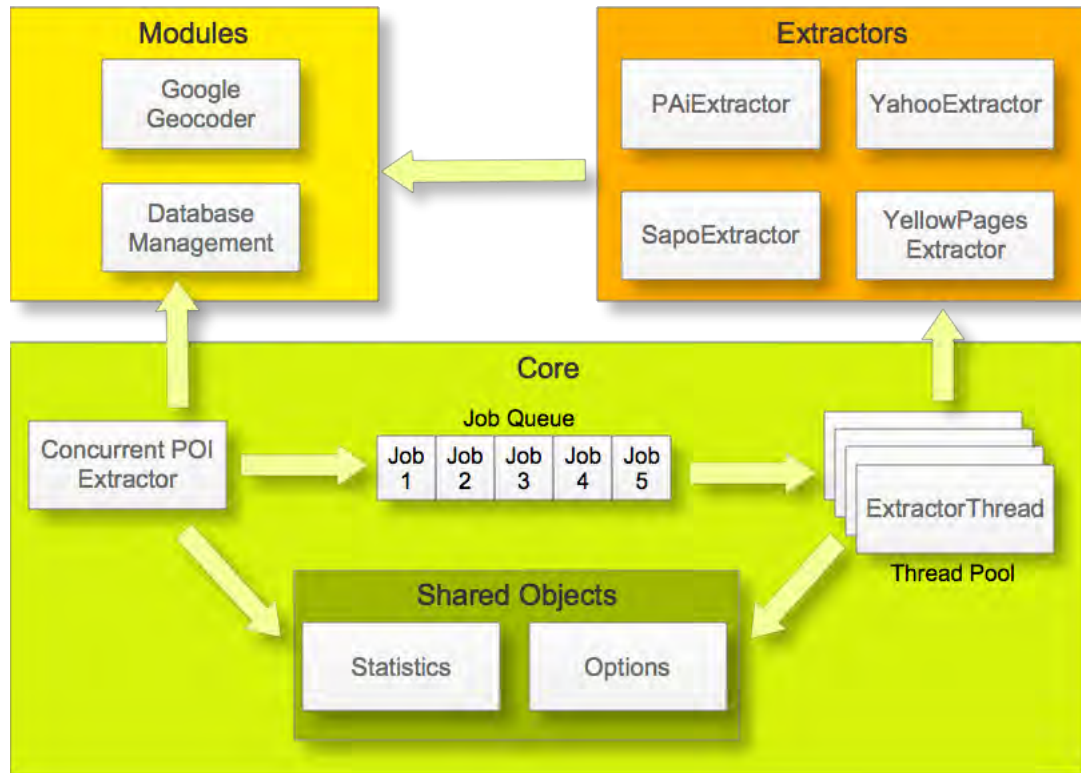 Modules
Google
Geocoder
Database
Management
Extractors
PAiExtractor
YahooExtractor
SapoExtractor
YellowPages
Extractor
Core
Concurrent POI
Extractor
Job Queue
Job
1
Job
2
Job
3
Job
4
Job
5
ExtractorThread
Thread Pool
Shared Objects
Statistics
Options